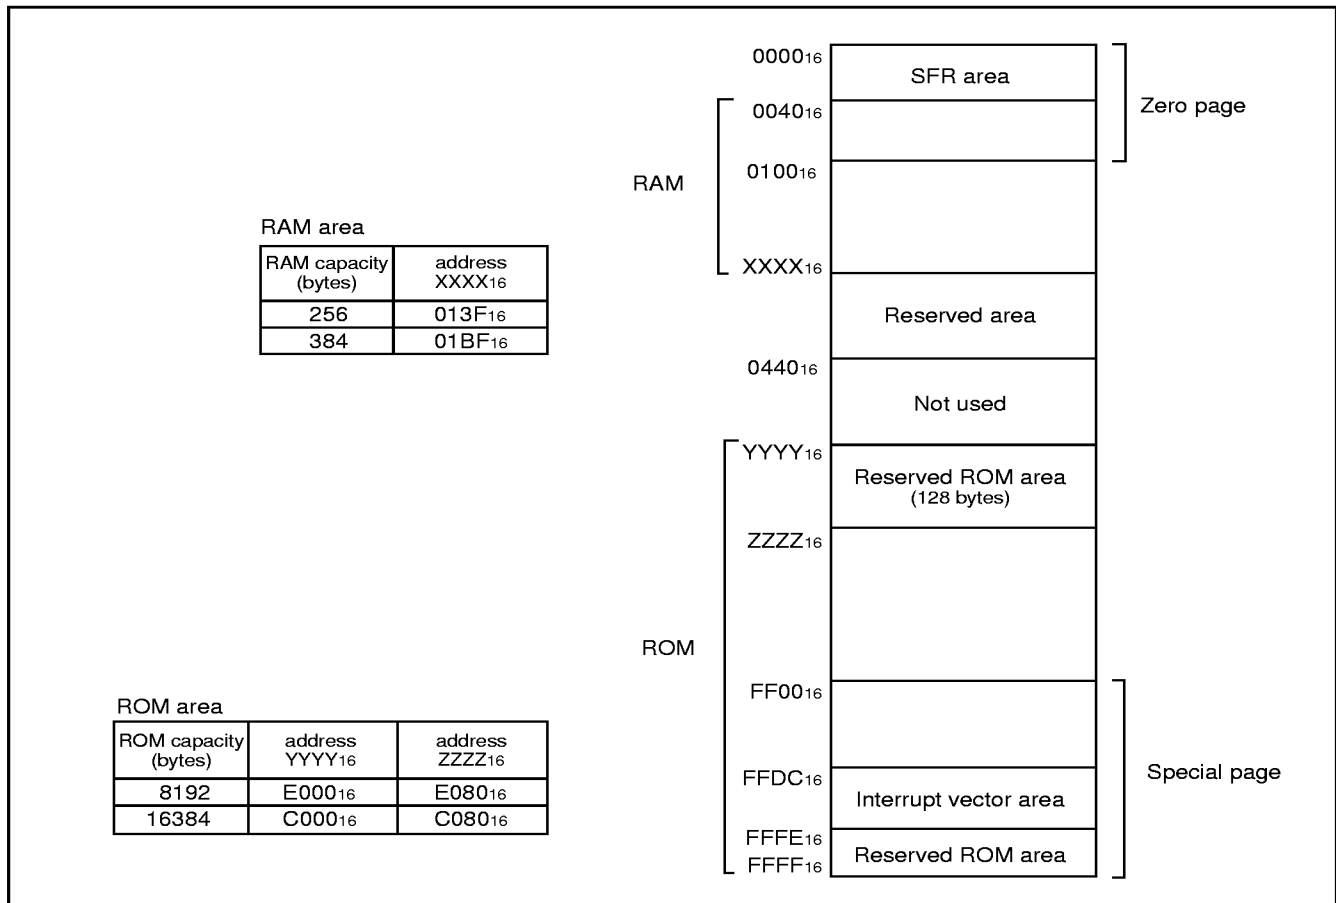 0000₁₆
SFR area
0040₁₆
Zero page
0100₁₆
RAM
XXXX₁₆
RAM area
RAM capacity (bytes)
address XXXX₁₆
256
013F₁₆
384
01BF₁₆
Reserved area
0440₁₆
Not used
YYYY₁₆
Reserved ROM area
(128 bytes)
ZZZZ₁₆
ROM
FF00₁₆
ROM area
ROM capacity (bytes)
address YYYY₁₆
address ZZZZ₁₆
8192
E000₁₆
E080₁₆
16384
C000₁₆
C080₁₆
FFDC₁₆
Special page
Interrupt vector area
FFFE₁₆
Reserved ROM area
FFFF₁₆